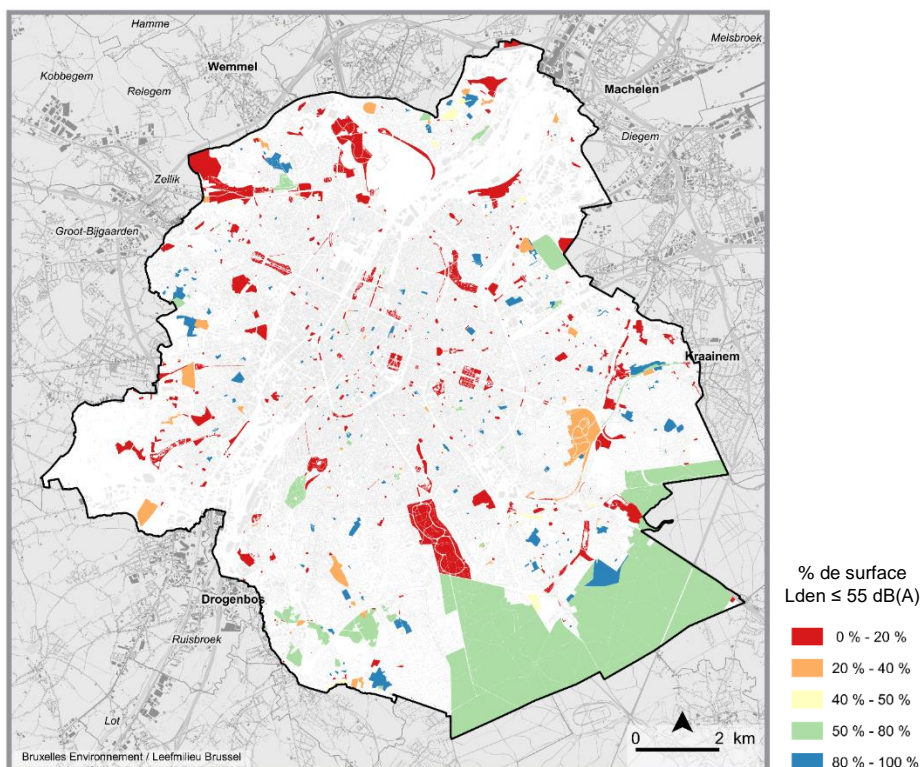 Hamme
Melsbroek
Wemmel
Kobbegem
Relegem
Machelen
Diegem
Zellik
Groot-Bijgaarden
Kraainem
Drogenbos
Ruisbroek
Lot
0 2 km
Bruxelles Environnement / Leefmilieu Brussel
% de surface
Lden ≤ 55 dB(A)
0 % - 20 %
20 % - 40 %
40 % - 50 %
50 % - 80 %
80 % - 100 %